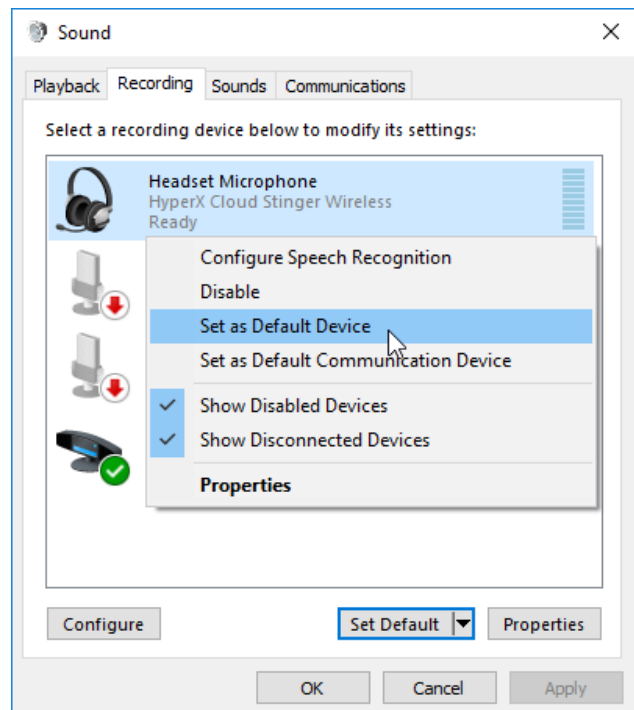 Sound
Playback Recording Sounds Communications
Select a recording device below to modify its settings:
Headset Microphone
HyperX Cloud Stinger Wireless
Ready
Configure Speech Recognition
Disable
Set as Default Device
Set as Default Communication Device
Show Disabled Devices
Show Disconnected Devices
Properties
Configure Set Default Properties
OK Cancel Apply